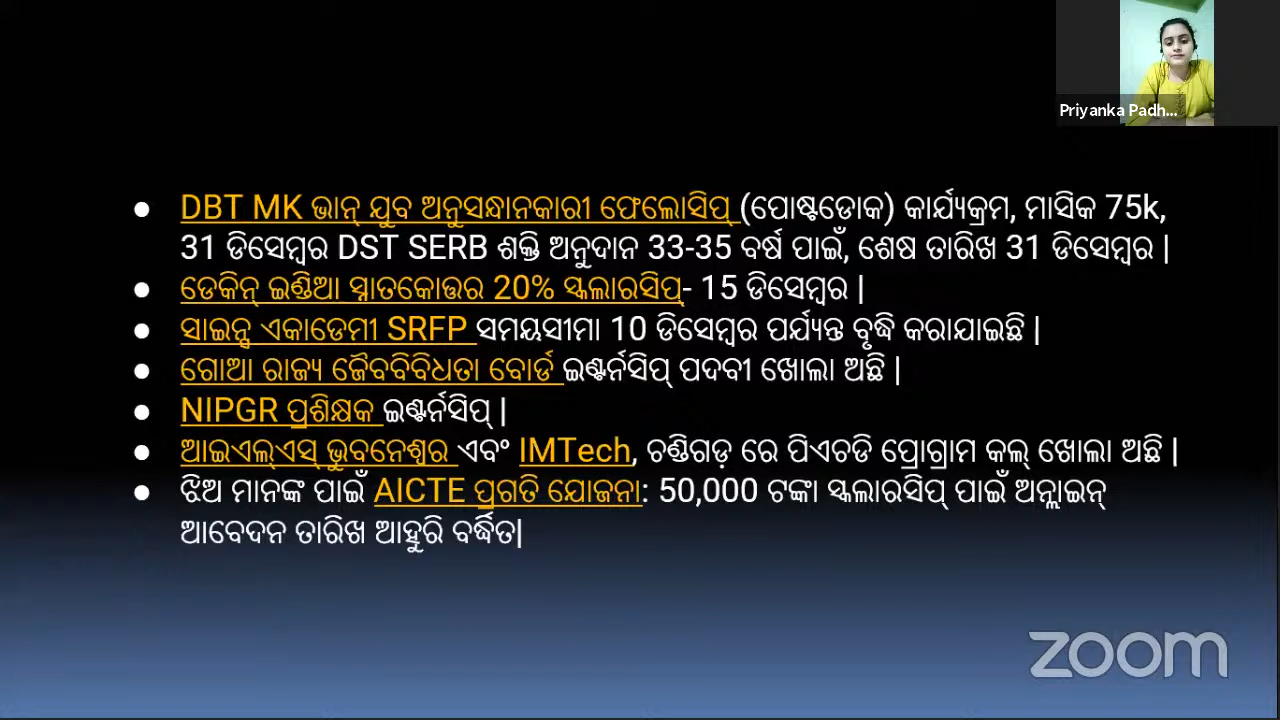 Priyanka Padh...
● DBT MK ଭାନ୍ ଯୁବ ଅନୁସନ୍ଧାନକାରୀ ଫେଲୋସିପ୍ (ପୋଷ୍ଟଡୋକ) କାର୍ଯ୍ୟକ୍ରମ, ମାସିକ 75k,
31 ଡିସେମ୍ବର DST SERB ଶକ୍ତି ଅନୁଦାନ 33-35 ବର୍ଷ ପାଇଁ, ଶେଷ ତାରିଖ 31 ଡିସେମ୍ବର |
● ଡେକିନ୍ ଇଣ୍ଡିଆ ସ୍ନାତକୋତ୍ତର 20% ସ୍କଲାରସିପ୍- 15 ଡିସେମ୍ବର |
● ସାଇନ୍ସ ଏକାଡେମୀ SRFP ସମୟସୀମା 10 ଡିସେମ୍ବର ପର୍ଯ୍ୟନ୍ତ ବୃଦ୍ଧି କରାଯାଇଛି |
● ଗୋଆ ରାଜ୍ୟ ଜୈବବିବିଧତା ବୋର୍ଡ ଇଣ୍ଟର୍ନସିପ୍ ପଦବୀ ଖୋଲା ଅଛି |
● NIPGR ପ୍ରଶିକ୍ଷକ ଇଣ୍ଟର୍ନସିପ୍ |
● ଆଇଏଲ୍ଏସ୍ ଭୁବନେଶ୍ୱର ଏବଂ IMTech, ଚଣ୍ଡିଗଡ଼ ରେ ପିଏଚଡି ପ୍ରୋଗ୍ରାମ କଲ୍ ଖୋଲା ଅଛି |
● ଝିଅ ମାନଙ୍କ ପାଇଁ AICTE ପ୍ରଗତି ଯୋଜନା: 50,000 ଟଙ୍କା ସ୍କଲାରସିପ୍ ପାଇଁ ଅନ୍ଲାଇନ୍
ଆବେଦନ ତାରିଖ ଆହୁରି ବର୍ଦ୍ଧିତ|
zoom